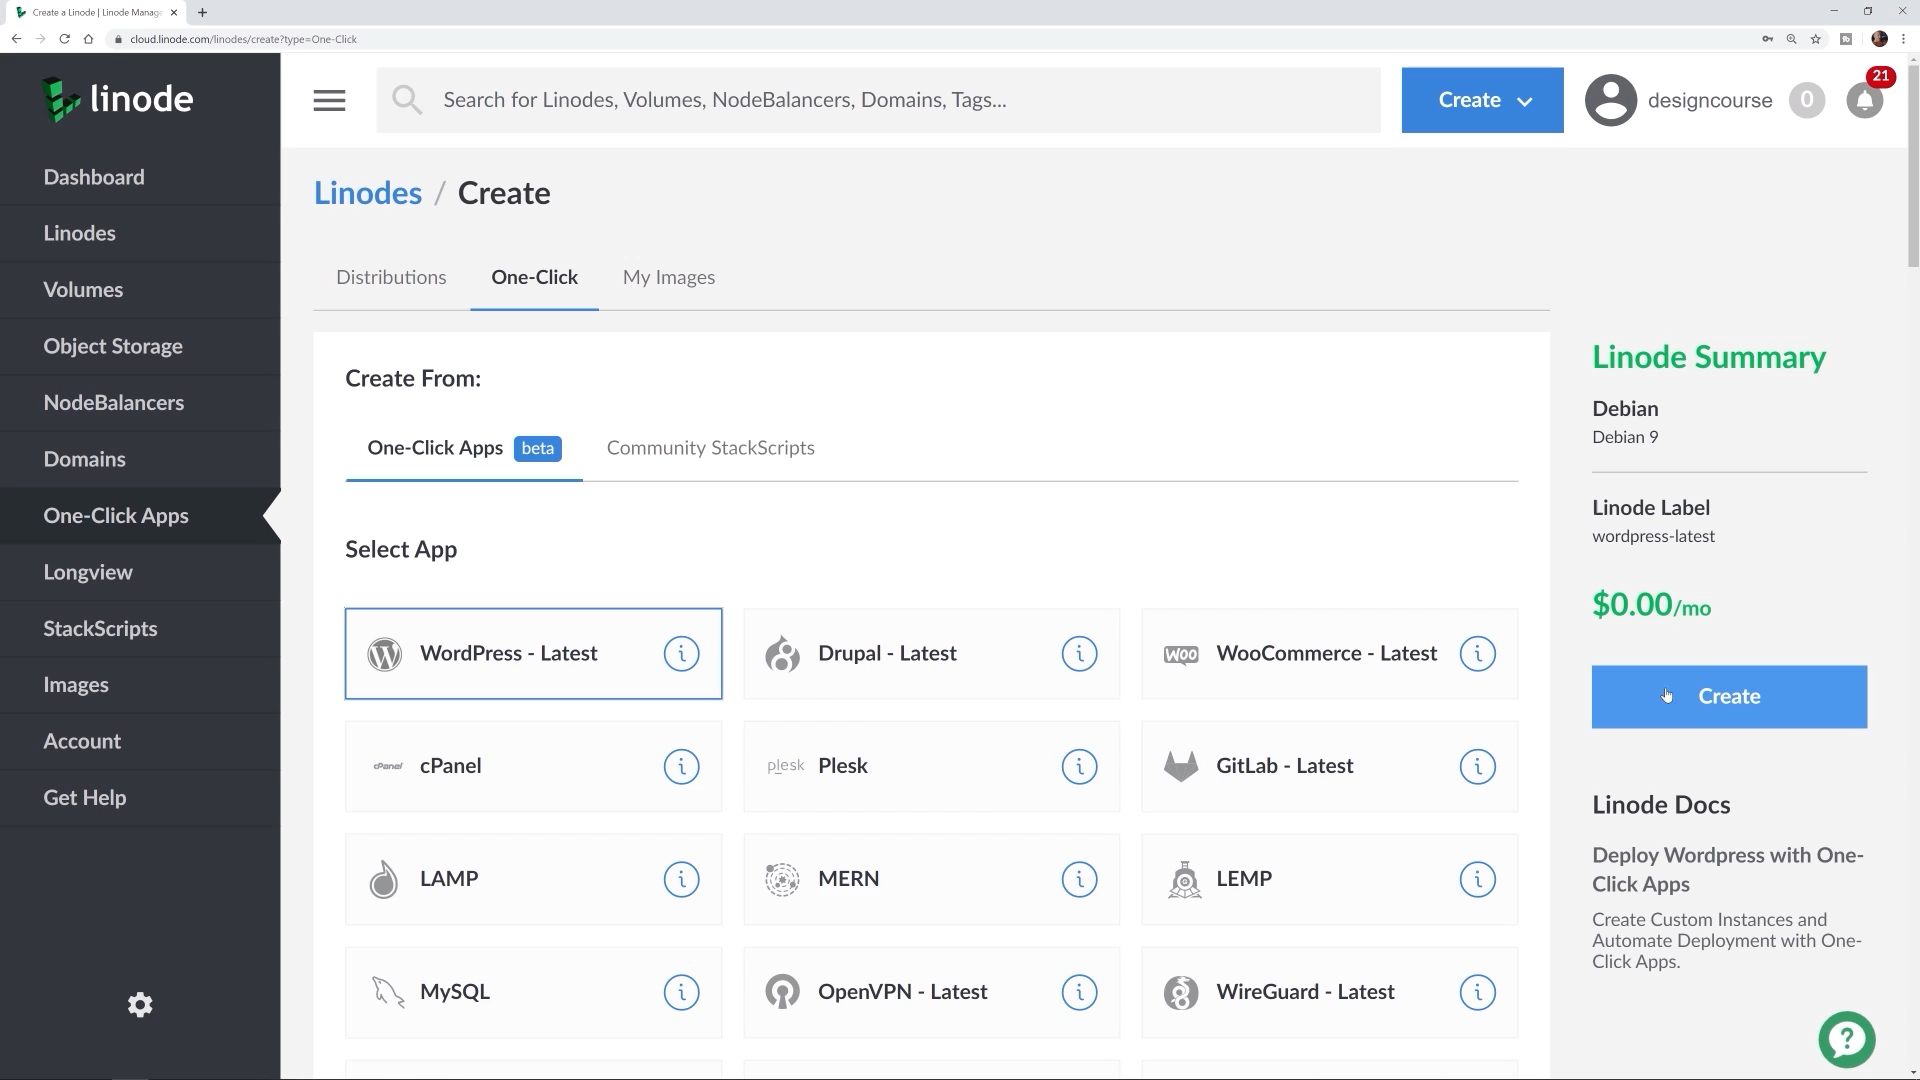 Create a Linode | Linode Manag
cloud.linode.com/linodes/create?type=One-Click
linode
Search for Linodes, Volumes, NodeBalancers, Domains, Tags...
Create
designcourse
0
21
Dashboard
Linodes
Volumes
Object Storage
NodeBalancers
Domains
One-Click Apps
Longview
StackScripts
Images
Account
Get Help
Linodes / Create
Distributions
One-Click
My Images
Create From:
One-Click Apps beta
Community StackScripts
Select App
WordPress - Latest
Drupal - Latest
WOO WooCommerce - Latest
cPanel cPanel
plesk Plesk
GitLab - Latest
LAMP
MERN
LEMP
MySQL
OpenVPN - Latest
WireGuard - Latest
Linode Summary
Debian
Debian 9
Linode Label
wordpress-latest
$0.00/mo
Create
Linode Docs
Deploy Wordpress with One-
Click Apps
Create Custom Instances and
Automate Deployment with One-
Click Apps.